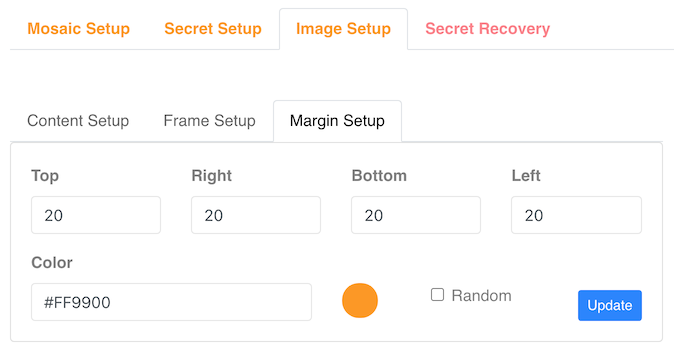 Mosaic Setup Secret Setup Image Setup Secret Recovery
Content Setup Frame Setup Margin Setup
Top Right Bottom Left
20 20 20 20
Color
#FF9900 Random Update